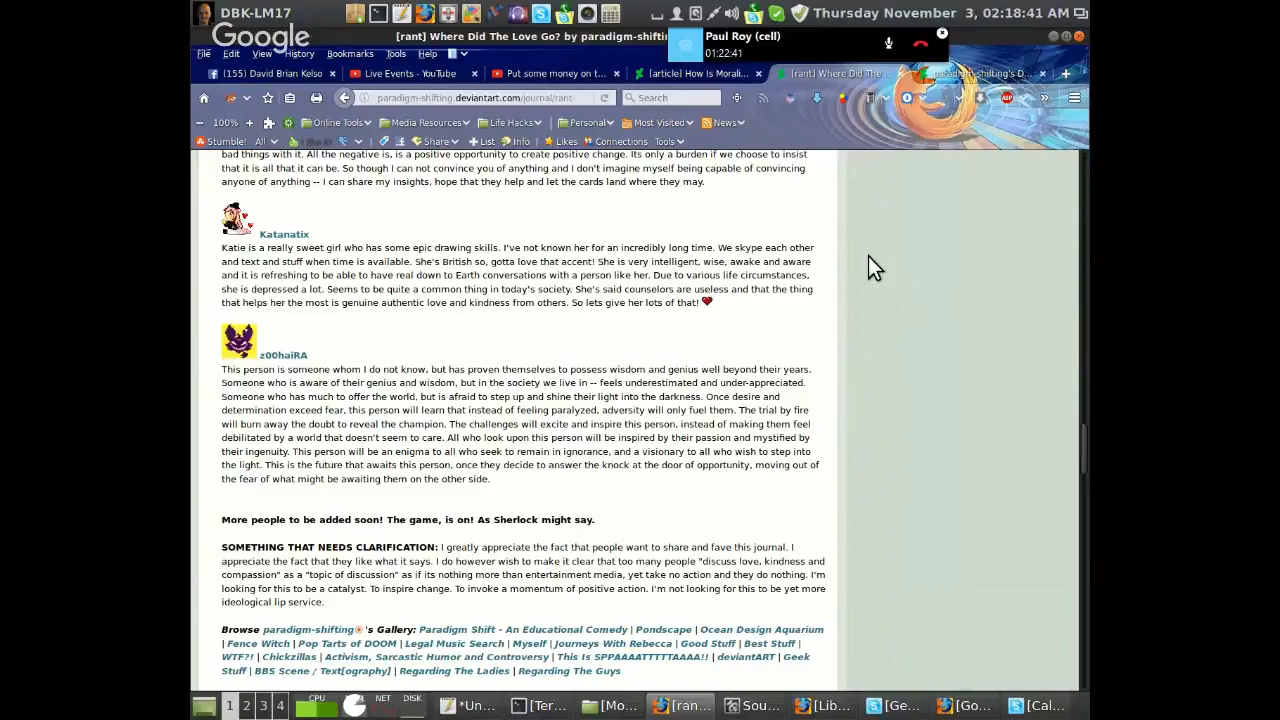 DBK-LM17
Thursday November 3, 02:18:41 AM
Google
[rant] Where Did The Love Go? by paradigm-shiftin
Paul Roy (cell)
01:22:41
File Edit View History Bookmarks Tools Help
(155) David Brian Kelso
Live Events - YouTube
Put some money on t...
[article] How Is Morali...
[rant] Where Did The ...
paradigm-shifting's D...
paradigm-shifting.deviantart.com/journal/rant-
Search
ABP
100%
Online Tools
Media Resources
Life Hacks
Personal
Most Visited
News
Stumble! All
Share
List
Info
Likes
Connections
Tools
bad things with it. All the negative is, is a positive opportunity to create positive change. Its only a burden if we choose to insist
that it is all that it can be. So though I can not convince you of anything and I don't imagine myself being capable of convincing
anyone of anything -- I can share my insights, hope that they help and let the cards land where they may.
Katanatix
Katie is a really sweet girl who has some epic drawing skills. I've not known her for an incredibly long time. We skype each other
and text and stuff when time is available. She's British so, gotta love that accent! She is very intelligent, wise, awake and aware
and it is refreshing to be able to have real down to Earth conversations with a person like her. Due to various life circumstances,
she is depressed a lot. Seems to be quite a common thing in today's society. She's said counselors are useless and that the thing
that helps her the most is genuine authentic love and kindness from others. So lets give her lots of that!
z00haiRA
This person is someone whom I do not know, but has proven themselves to possess wisdom and genius well beyond their years.
Someone who is aware of their genius and wisdom, but in the society we live in -- feels underestimated and under-appreciated.
Someone who has much to offer the world, but is afraid to step up and shine their light into the darkness. Once desire and
determination exceed fear, this person will learn that instead of feeling paralyzed, adversity will only fuel them. The trial by fire
will burn away the doubt to reveal the champion. The challenges will excite and inspire this person, instead of making them feel
debilitated by a world that doesn't seem to care. All who look upon this person will be inspired by their passion and mystified by
their ingenuity. This person will be an enigma to all who seek to remain in ignorance, and a visionary to all who wish to step into
the light. This is the future that awaits this person, once they decide to answer the knock at the door of opportunity, moving out of
the fear of what might be awaiting them on the other side.
More people to be added soon! The game, is on! As Sherlock might say.
SOMETHING THAT NEEDS CLARIFICATION: I greatly appreciate the fact that people want to share and fave this journal. I
appreciate the fact that they like what it says. I do however wish to make it clear that too many people "discuss love, kindness and
compassion" as a "topic of discussion" as if its nothing more than entertainment media, yet take no action and they do nothing. I'm
looking for this to be a catalyst. To inspire change. To invoke a momentum of positive action. I'm not looking for this to be yet more
ideological lip service.
Browse paradigm-shifting's Gallery: Paradigm Shift - An Educational Comedy | Pondscape | Ocean Design Aquarium
| Fence Witch | Pop Tarts of DOOM | Legal Music Search | Myself | Journeys With Rebecca | Good Stuff | Best Stuff |
WTF?! | Chickzillas | Activism, Sarcastic Humor and Controversy | This Is SPPAAATTTTTAAAA!! | deviantART | Geek
Stuff | BBS Scene / Text[ography] | Regarding The Ladies | Regarding The Guys
1 2 3 4
CPU
NET
DISK
*Un...
[Ter...
[Mo...
[ran...
Sou...
[Lib...
[Ge...
[Go...
[Cal...